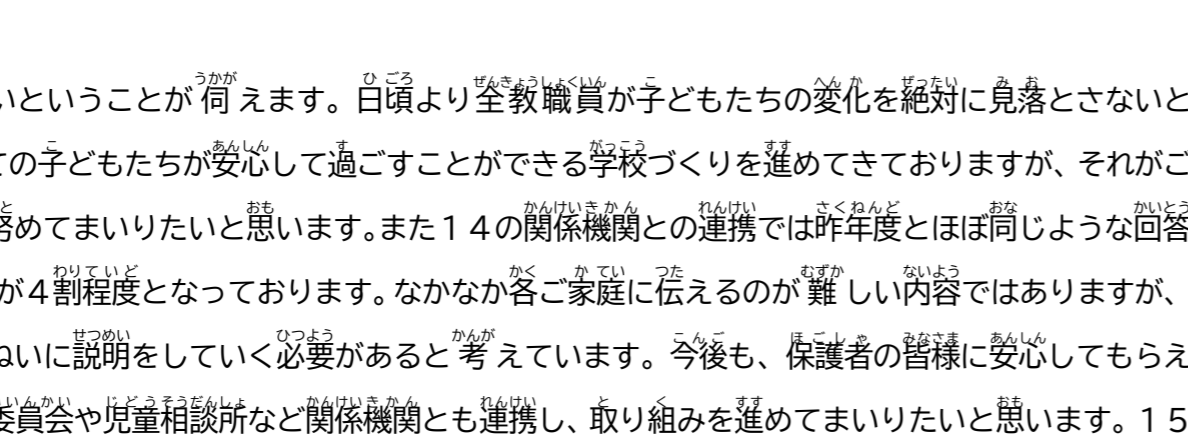 いということが伺えます。日頃より全教職員が子どもたちの変化を絶対に見落とさないと
の子どもたちが安心して過ごすことができる学校づくりを進めてきておりますが、それがご
努めてまいりたいと思います。また１４の関係機関との連携では昨年度とほぼ同じような回答
が４割程度となっております。なかなか各ご家庭に伝えるのが難しい内容ではありますが、
ねいに説明をしていく必要があると考えています。今後も、保護者の皆様に安心してもらえ
委員会や児童相談所など関係機関とも連携し、取り組みを進めてまいりたいと思います。１５